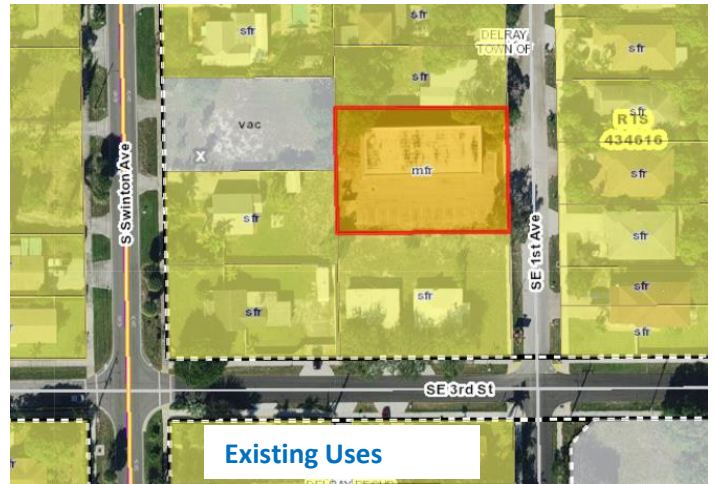 DELRAY
TOWN OF
sfr
sfr
sfr
sfr
RTS
434616
vac
X
mfr
S Swinton Ave
SE 1st Ave
sfr
sfr
sfr
sfr
sfr
sfr
sfr
SE 3rd St
Existing Uses